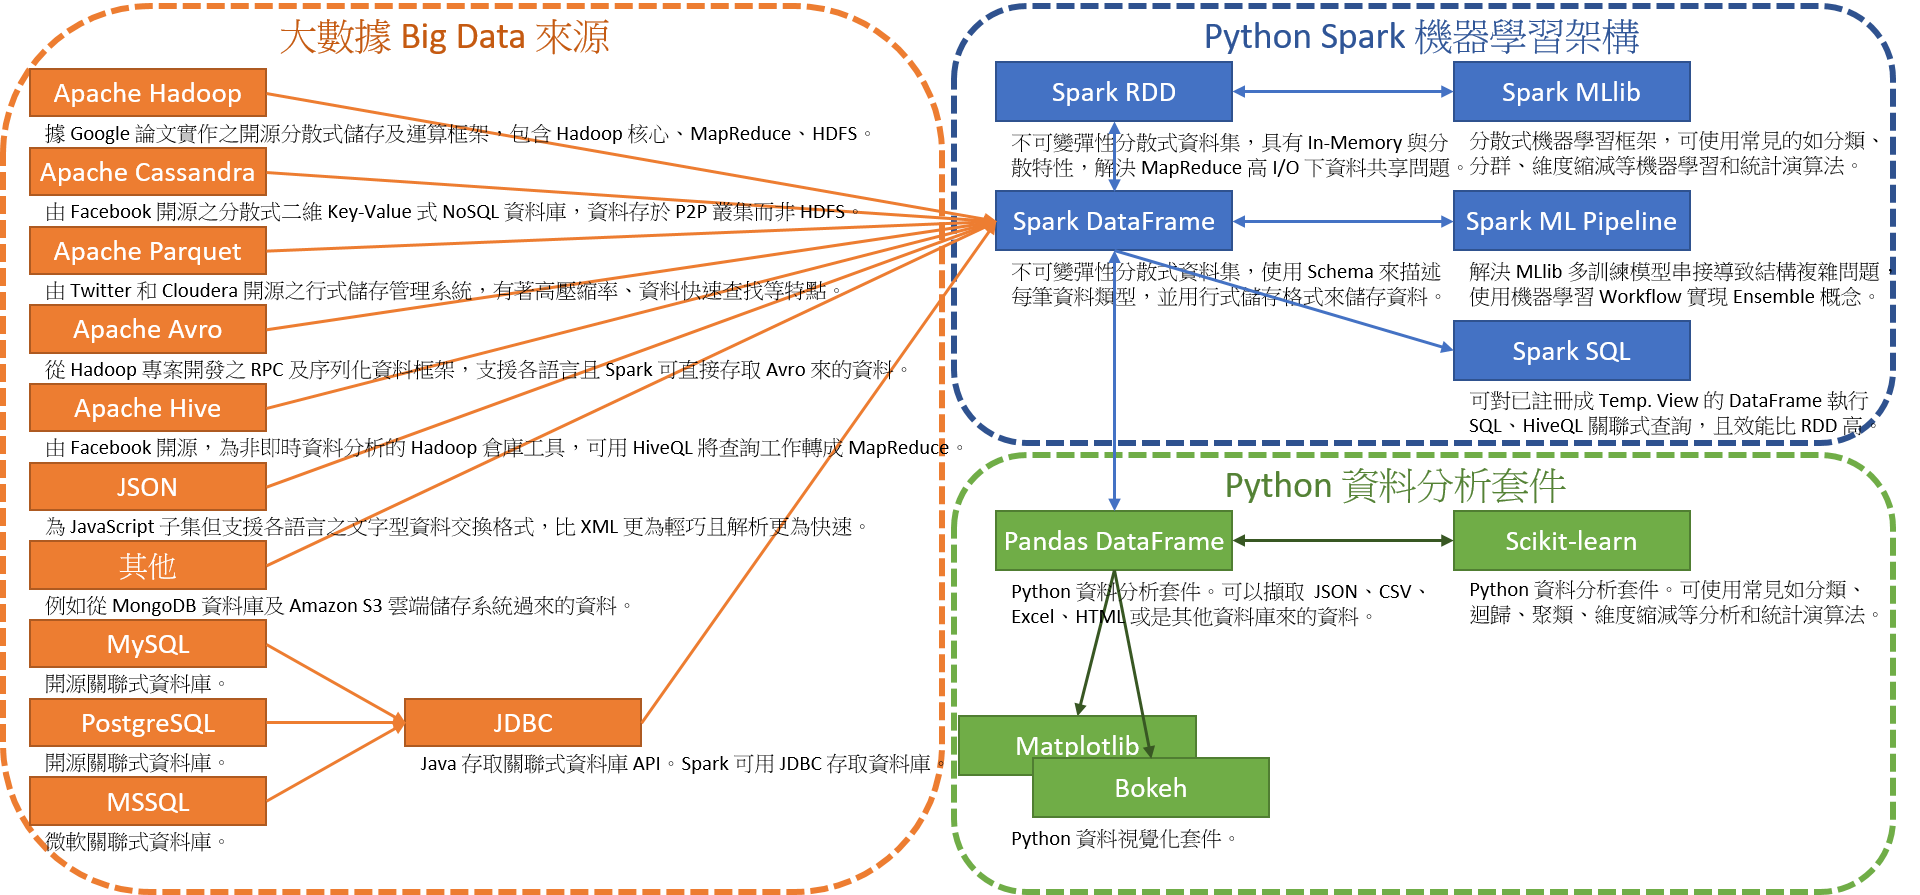 大數據 Big Data 來源
Apache Hadoop
據 Google 論文實作之開源分散式儲存及運算框架，包含 Hadoop 核心、MapReduce、HDFS。
Apache Cassandra
由 Facebook 開源之分散式二維 Key-Value 式 NoSQL 資料庫，資料存於 P2P 叢集而非 HDFS。
Apache Parquet
由 Twitter 和 Cloudera 開源之行式儲存管理系統，有著高壓縮率、資料快速查找等特點。
Apache Avro
從 Hadoop 專案開發之 RPC 及序列化資料框架，支援各語言且 Spark 可直接存取 Avro 來的資料。
Apache Hive
由 Facebook 開源，為非即時資料分析的 Hadoop 倉庫工具，可用 HiveQL 將查詢工作轉成 MapReduce。
JSON
為 JavaScript 子集但支援各語言之文字型資料交換格式，比 XML 更為輕巧且解析更為快速。
其他
例如從 MongoDB 資料庫及 Amazon S3 雲端儲存系統過來的資料。
MySQL
開源關聯式資料庫。
PostgreSQL
開源關聯式資料庫。
MSSQL
微軟關聯式資料庫。
JDBC
Java 存取關聯式資料庫 API。Spark 可用 JDBC 存取資料庫。
Python Spark 機器學習架構
Spark RDD
不可變彈性分散式資料集，具有 In-Memory 與分
散特性，解決 MapReduce 高 I/O 下資料共享問題。
Spark MLlib
分散式機器學習框架，可使用常見的如分類、
分群、維度縮減等機器學習和統計演算法。
Spark DataFrame
不可變彈性分散式資料集，使用 Schema 來描述
每筆資料類型，並用行式儲存格式來儲存資料。
Spark ML Pipeline
解決 MLlib 多訓練模型串接導致結構複雜問題，
使用機器學習 Workflow 實現 Ensemble 概念。
Spark SQL
可對已註冊成 Temp. View 的 DataFrame 執行
SQL、HiveQL 關聯式查詢，且效能比 RDD 高。
Python 資料分析套件
Pandas DataFrame
Python 資料分析套件。可以擷取 JSON、CSV、
Excel、HTML 或是其他資料庫來的資料。
Scikit-learn
Python 資料分析套件。可使用常見如分類、
迴歸、聚類、維度縮減等分析和統計演算法。
Matplotlib
Bokeh
Python 資料視覺化套件。